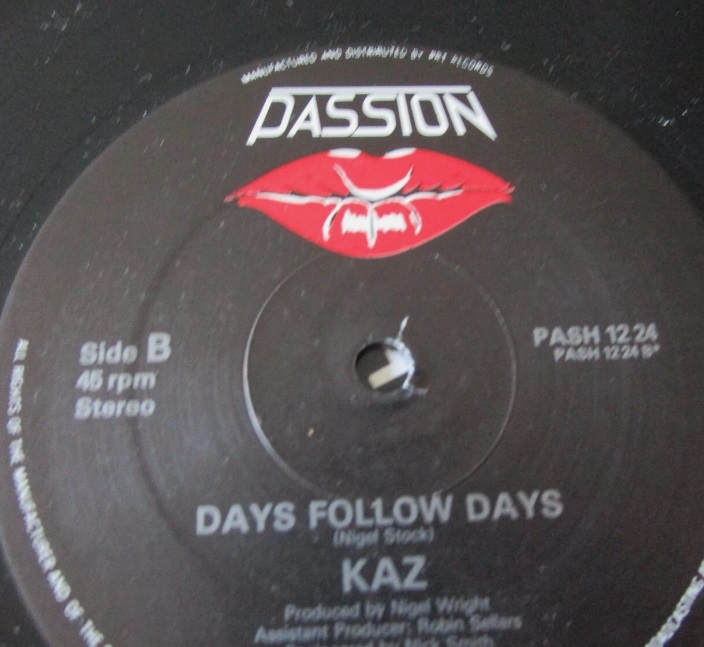 MANUFACTURED AND DISTRIBUTED BY PRT RECORDS
PASSION
Side B
45 rpm
Stereo
PASH 12 24
PASH 12 24
DAYS FOLLOW DAYS
(Nigel Stock)
KAZ
Produced by Nigel Wright
Assistant Producer: Robin Sellars
Nick Smith
ALL RIGHTS OF THE MANUFACTURER AND OF THE